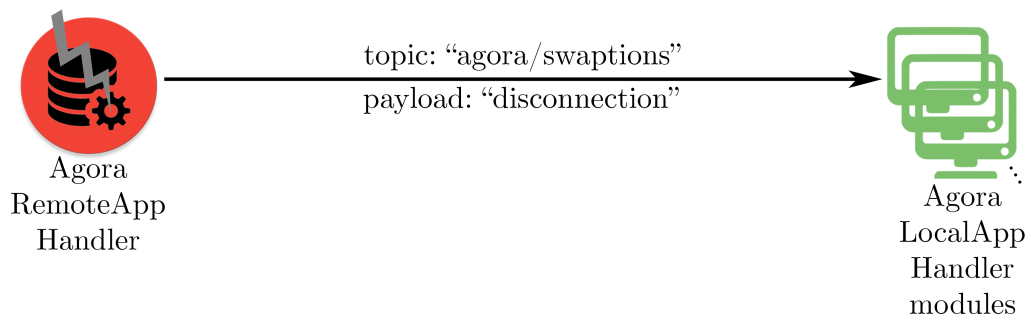 topic: “agora/swaptions”
payload: “disconnection”
Agora
RemoteApp
Handler
Agora
LocalApp
Handler
modules